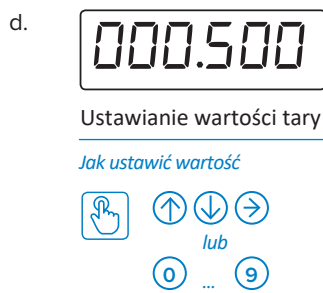 d.
000.500
Ustawianie wartości tary
Jak ustawić wartość
lub
0 ... 9